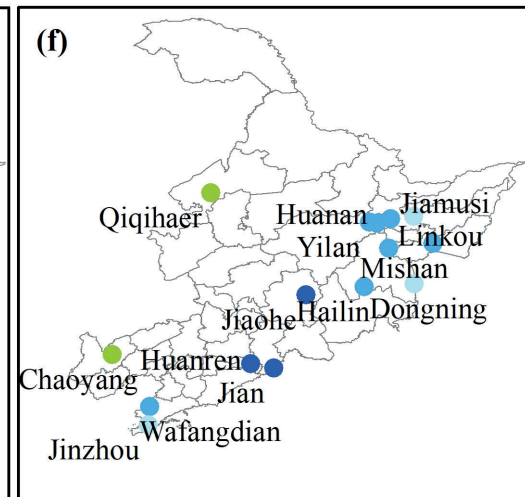 (f)
Qiqihaer
Huanan
Jiamusi
Yilan
Linkou
Mishan
Jiaohe
Hailin
Dongning
Huanren
Chaoyang
Jian
Wafangdian
Jinzhou